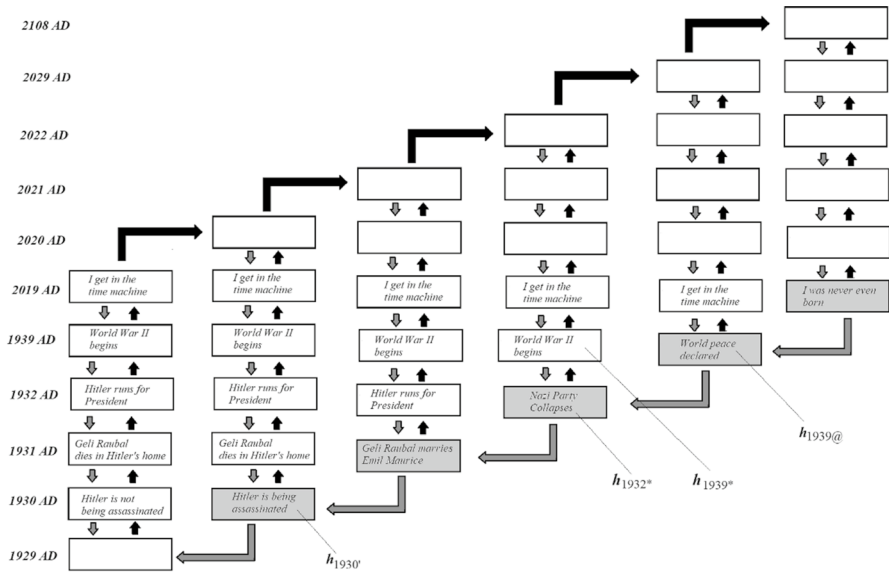 2108 AD
2029 AD
2022 AD
2021 AD
2020 AD
2019 AD
I get in the
time machine
I get in the
time machine
I get in the
time machine
I get in the
time machine
I get in the
time machine
I was never even
born
1939 AD
World War II
begins
World War II
begins
World War II
begins
World War II
begins
World peace
declared
1932 AD
Hitler runs for
President
Hitler runs for
President
Hitler runs for
President
Nazi Party
Collapses
h1939@
1931 AD
Geli Raubal
dies in Hitler's home
Geli Raubal
dies in Hitler's home
Geli Raubal marries
Emil Maurice
h1932*
h1939*
1930 AD
Hitler is not
being assassinated
Hitler is being
assassinated
1929 AD
h1930'